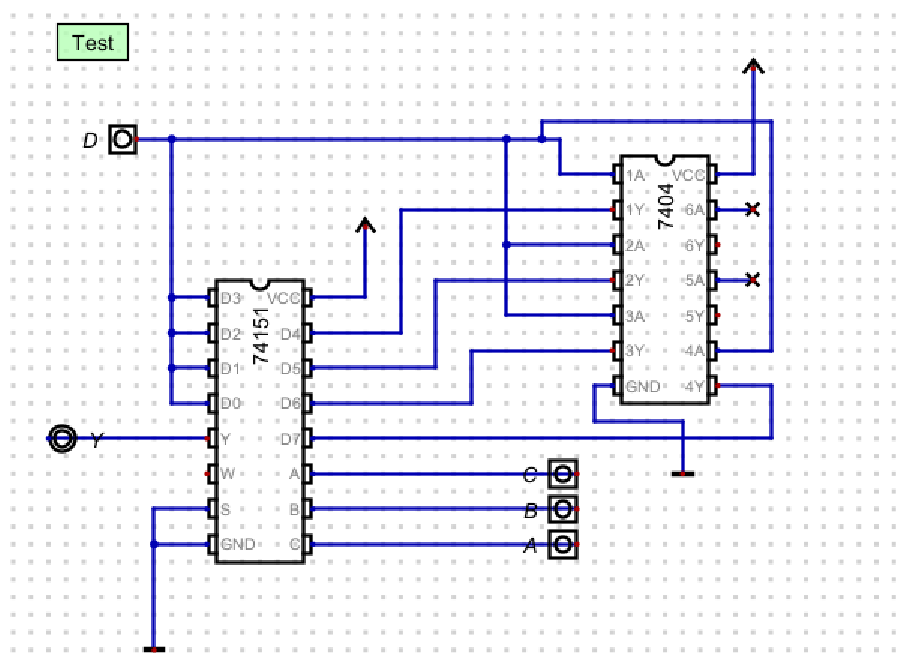 Test
D
7404
1A VCC
1Y 6A
2A 6Y
2Y 5A
3A 5Y
3Y 4A
GND 4Y
74151
D3 VCC
D2 D4
D1 D5
D0 D6
Y Y D7
W A C
S B B
GND C A